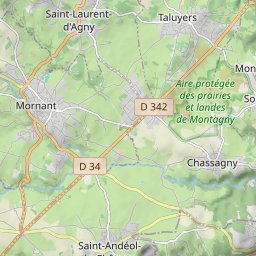 Saint-Laurent-
d'Agny
Taluyers
Aire protégée
des prairies
et landes
de Montagny
Mornant
D 342
D 34
Chassagny
Saint-Andéol-